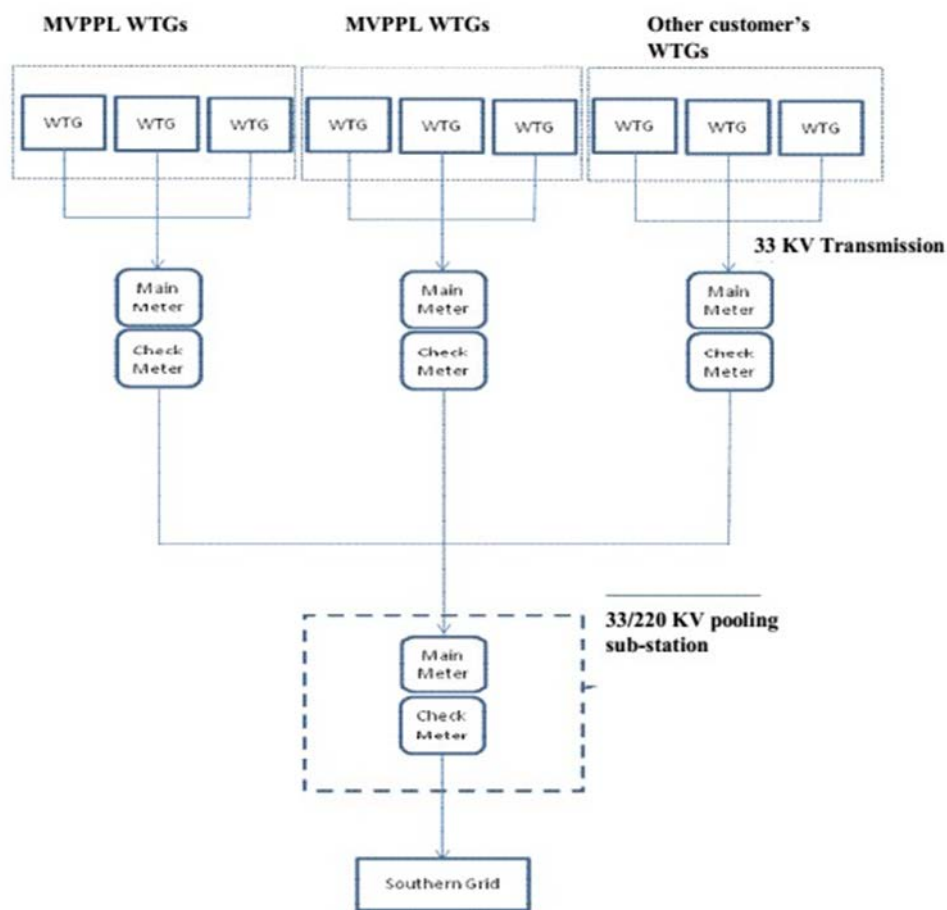 MVPPL WTGs
MVPPL WTGs
Other customer’s
WTGs
WTG
WTG
WTG
WTG
WTG
WTG
WTG
WTG
WTG
33 KV Transmission
Main
Meter
Check
Meter
Main
Meter
Check
Meter
Main
Meter
Check
Meter
33/220 KV pooling
sub-station
Main
Meter
Check
Meter
Southern Grid